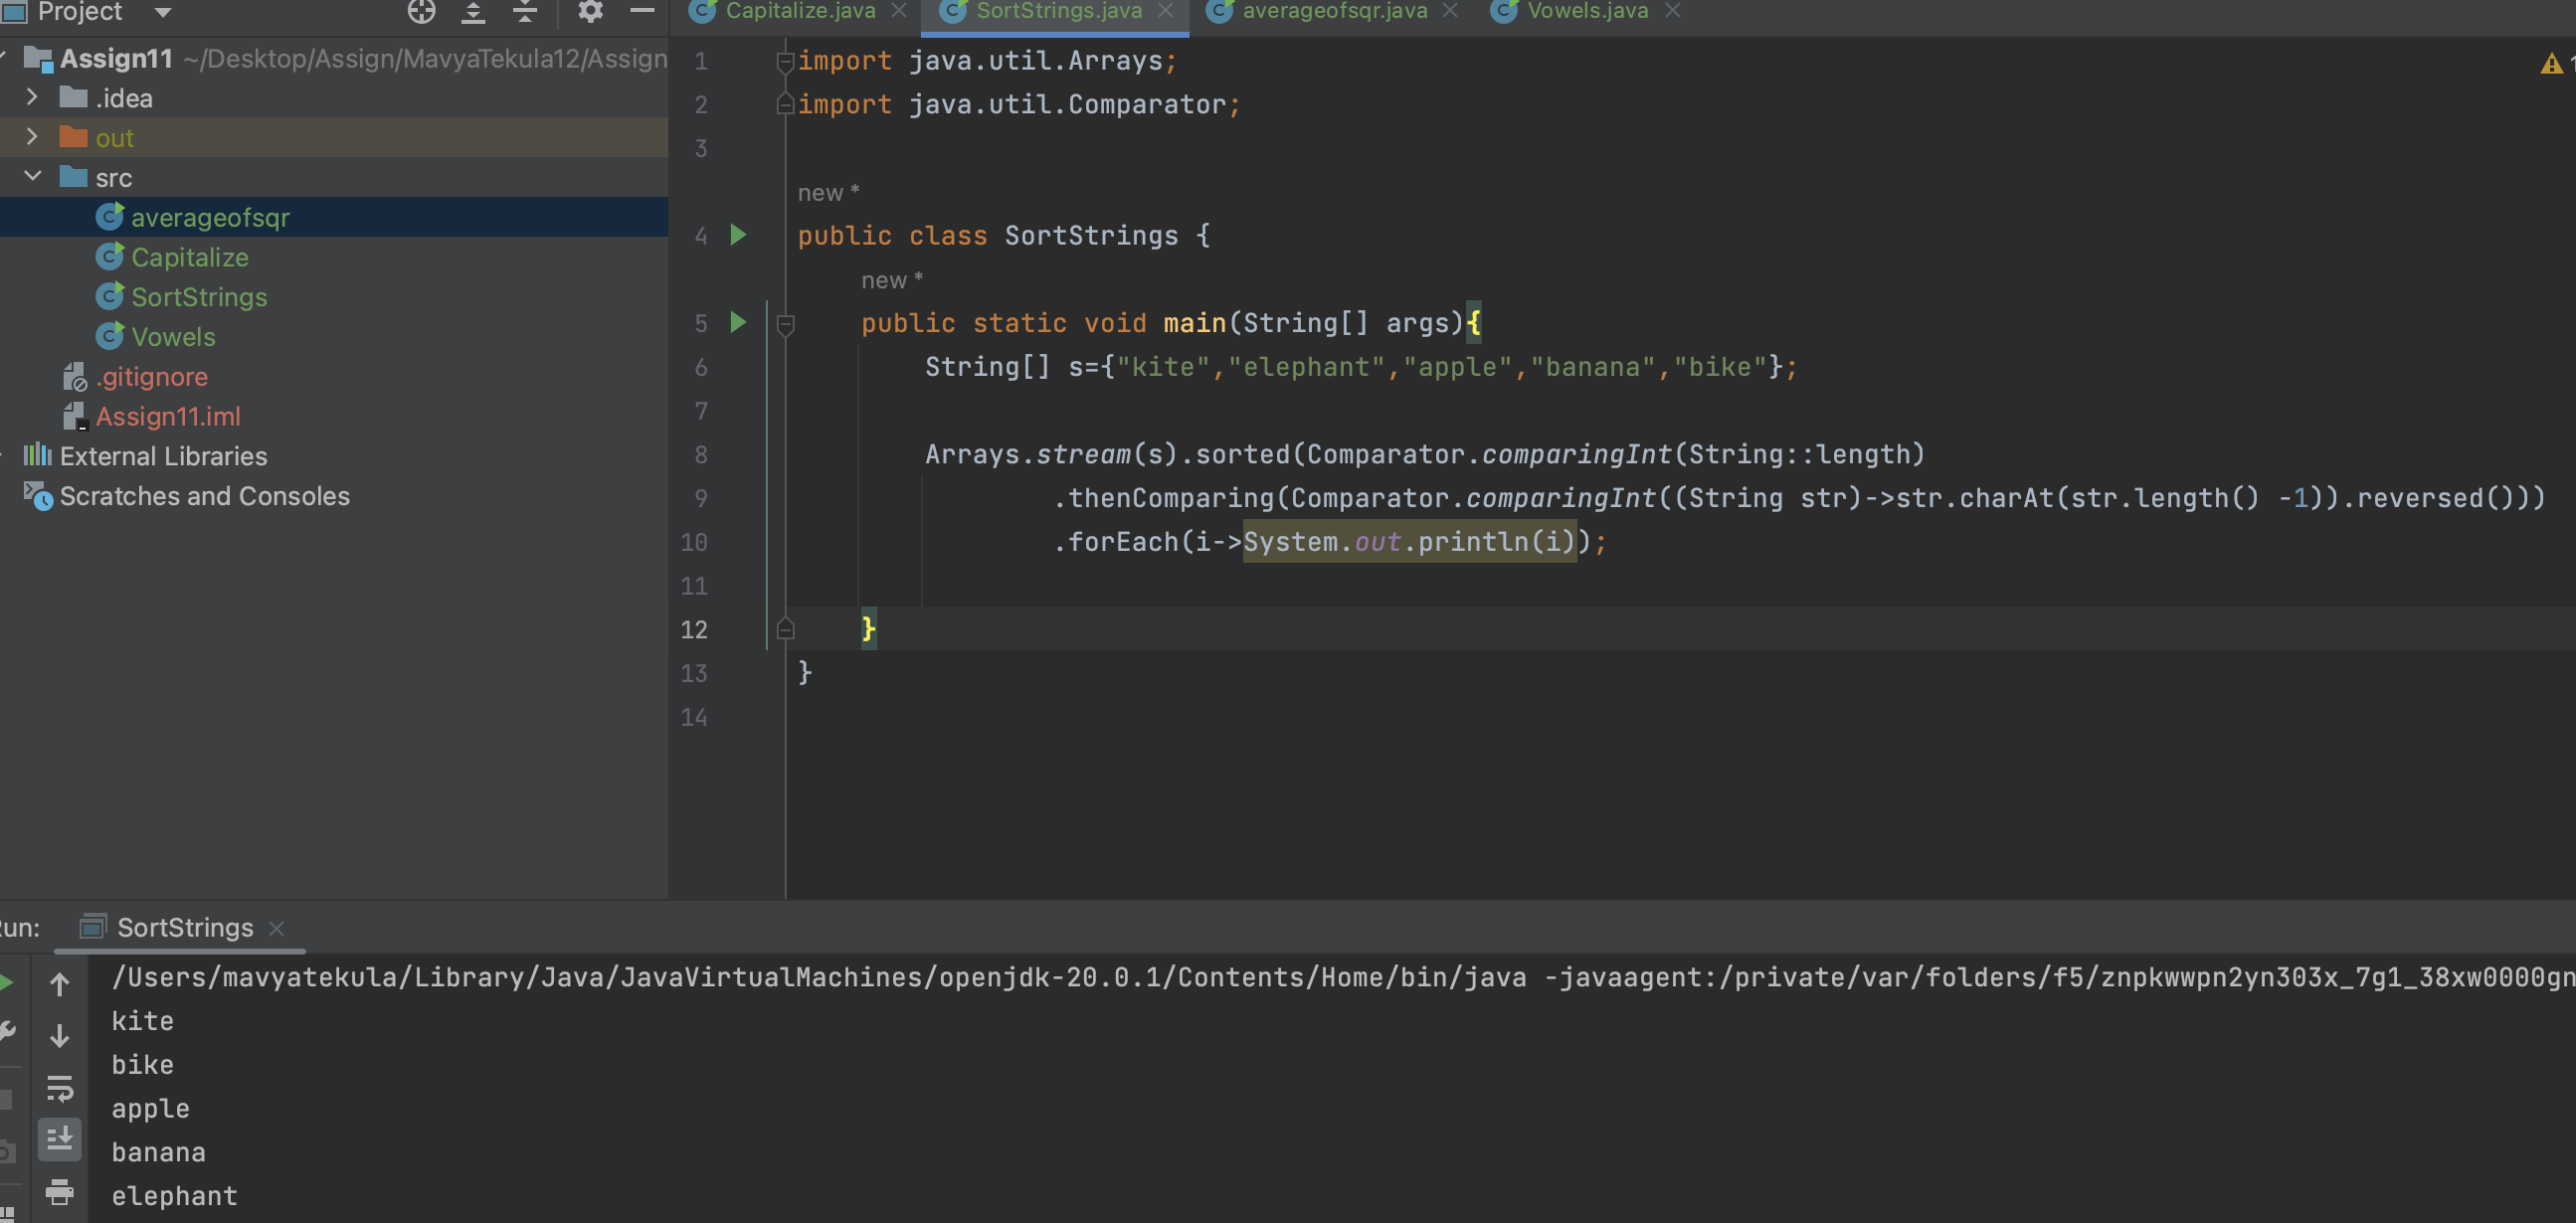 Project
Capitalize.java
SortStrings.java
averageofsqr.java
Vowels.java
Assign11 ~/Desktop/Assign/MavyaTekula12/Assign
.idea
out
src
averageofsqr
Capitalize
SortStrings
Vowels
.gitignore
Assign11.iml
External Libraries
Scratches and Consoles
1 import java.util.Arrays;
2 import java.util.Comparator;
3
new *
4 public class SortStrings {
new *
5 public static void main(String[] args){
6 String[] s={"kite","elephant","apple","banana","bike"};
7
8 Arrays.stream(s).sorted(Comparator.comparingInt(String::length)
9 .thenComparing(Comparator.comparingInt((String str)->str.charAt(str.length() -1)).reversed()))
10 .forEach(i->System.out.println(i));
11
12 }
13 }
14
un:
SortStrings
/Users/mavyatekula/Library/Java/JavaVirtualMachines/openjdk-20.0.1/Contents/Home/bin/java -javaagent:/private/var/folders/f5/znpkwwpn2yn303x_7g1_38xw0000gn
kite
bike
apple
banana
elephant